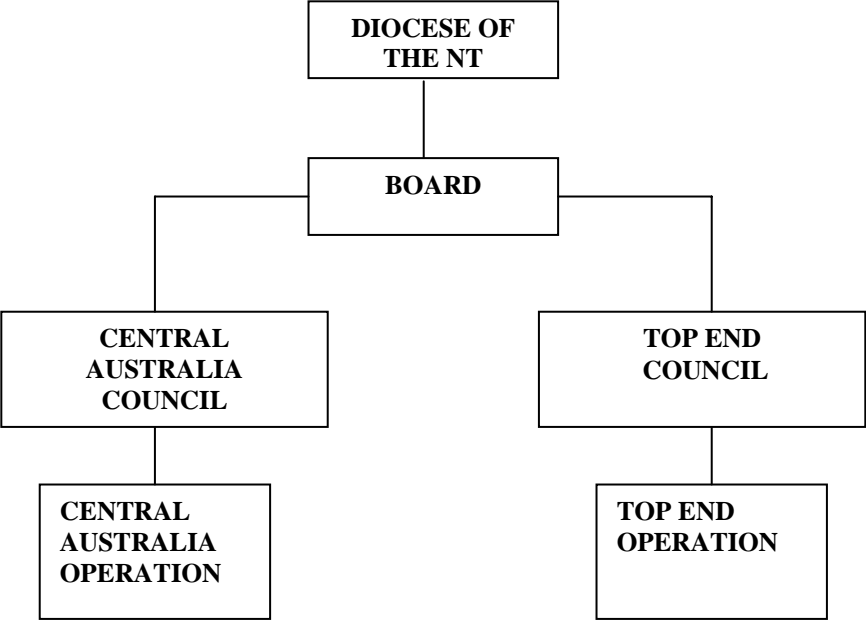 DIOCESE OF
THE NT
BOARD
CENTRAL
AUSTRALIA
COUNCIL
TOP END
COUNCIL
CENTRAL
AUSTRALIA
OPERATION
TOP END
OPERATION